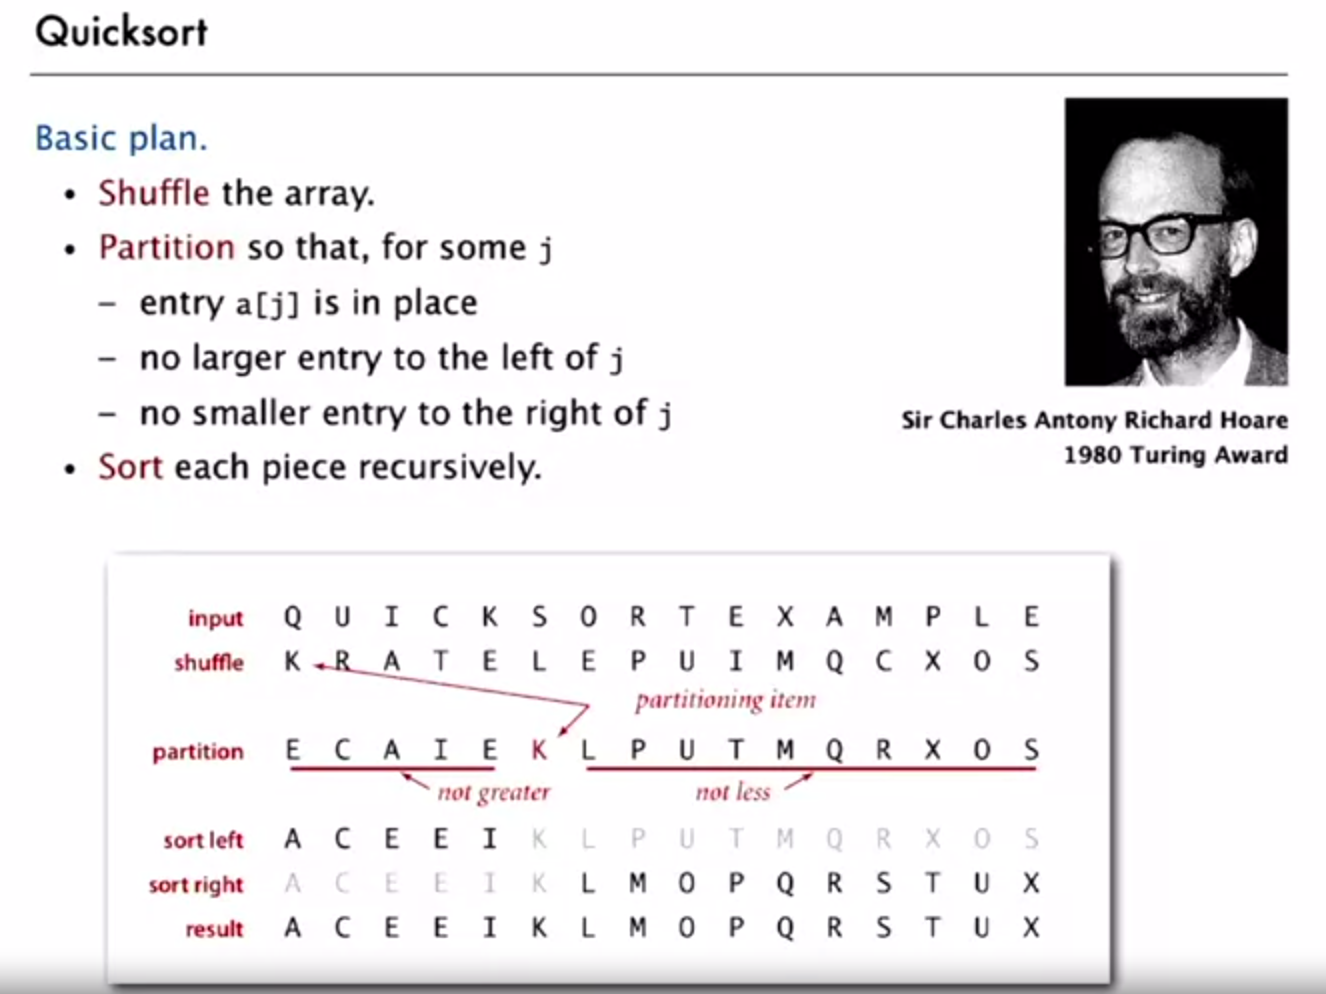 Quicksort
Basic plan.
• Shuffle the array.
• Partition so that, for some j
– entry a[j] is in place
– no larger entry to the left of j
– no smaller entry to the right of j
• Sort each piece recursively.
Sir Charles Antony Richard Hoare
1980 Turing Award
input Q U I C K S O R T E X A M P L E
shuffle K R A T E L E P U I M Q C X O S
partitioning item
partition E C A I E K L P U T M Q R X O S
not greater not less
sort left A C E E I K L P U T M Q R X O S
sort right A C E E I K L M O P Q R S T U X
result A C E E I K L M O P Q R S T U X